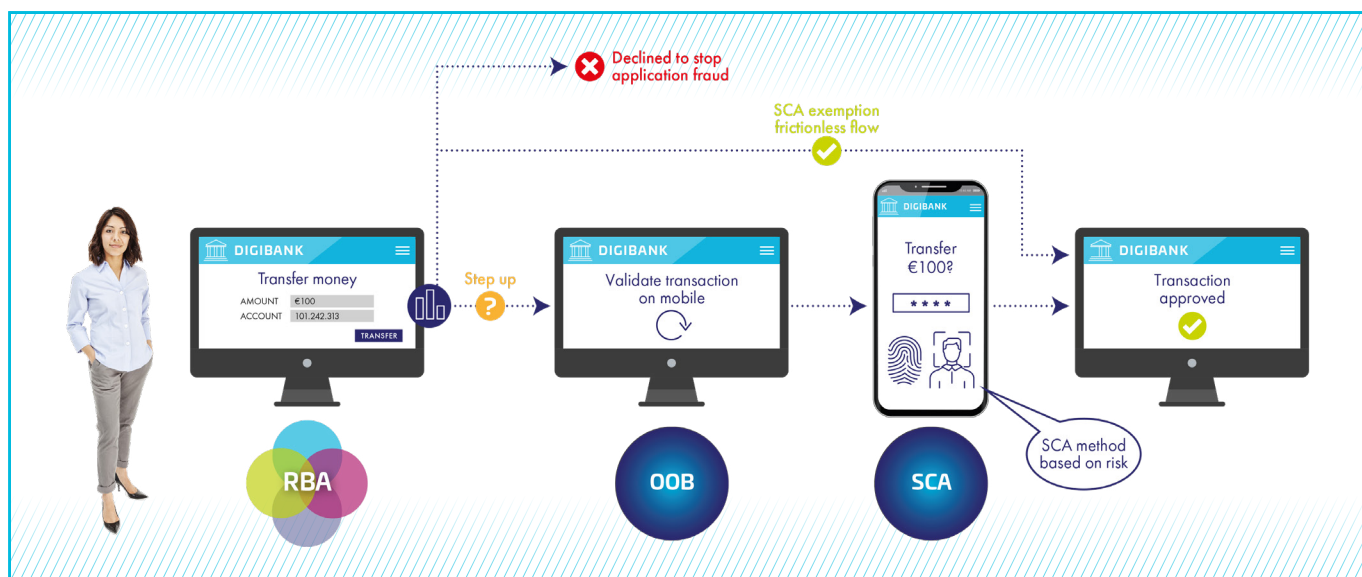 Declined to stop
application fraud
SCA exemption
frictionless flow
DIGIBANK
Transfer money
AMOUNT €100
ACCOUNT 101.242.313
TRANSFER
Step up
?
DIGIBANK
Validate transaction
on mobile
DIGIBANK
Transfer
€100?
* * * *
DIGIBANK
Transaction
approved
SCA method
based on risk
RBA
OOB
SCA